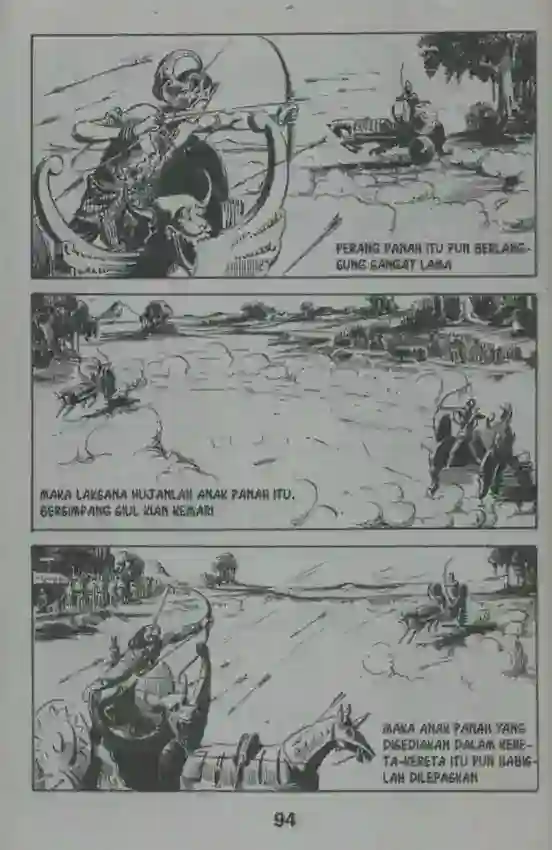 PERANG PANAH ITU PUN BERLANG-
SUNG SANGAT LAMA
MAKA LAKSANA HUJANLAH ANAK PANAH ITU,
BERSIMPANG SIUL KIAN KEMARI
MAKA ANAK PANAH YANG
DISEDIAKAN DALAM KERE-
TA-KERETA ITU PUN HABIS-
LAH DILEPASKAN
94